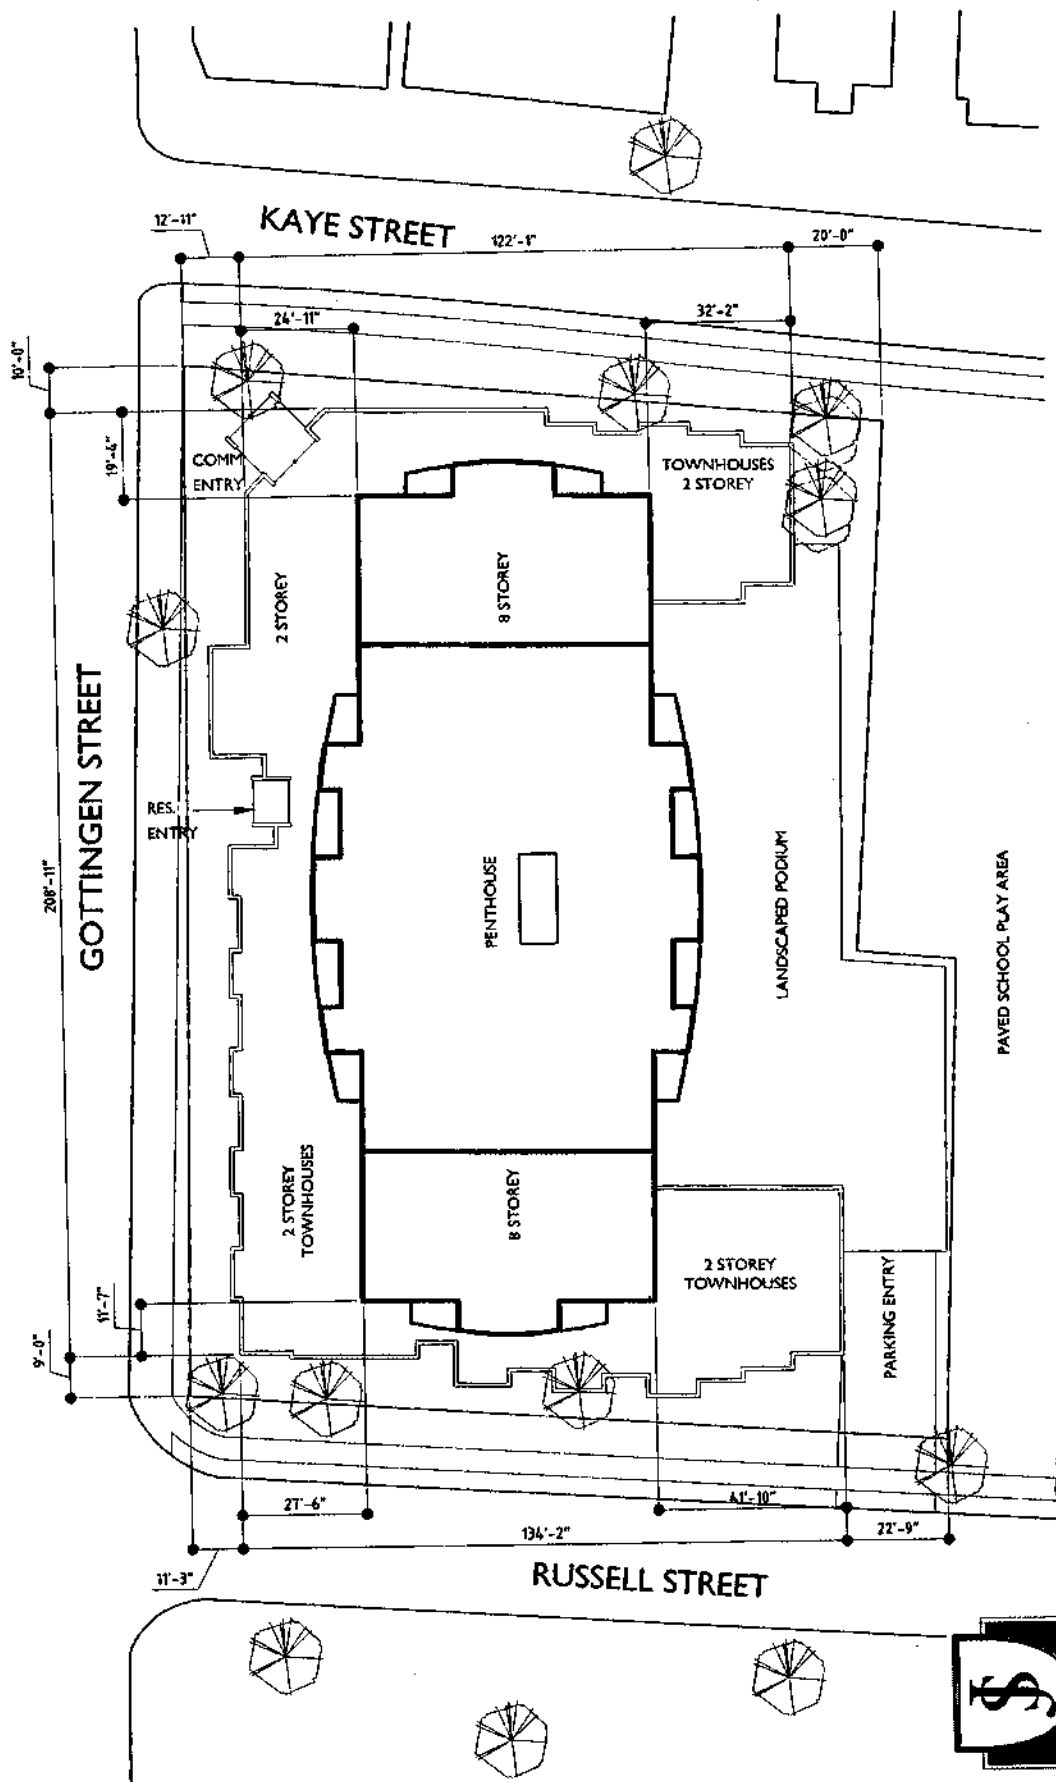 KAYE STREET
12'-11"
122'-1"
20'-0"
24'-11"
32'-2"
10'-0"
19'-4"
COMM
ENTRY
TOWNHOUSES
2 STOREY
2 STOREY
8 STOREY
GOTTINGEN STREET
208'-11"
RES.
ENTRY
PENTHOUSE
LANDSCAPED PODIUM
PAVED SCHOOL PLAY AREA
2 STOREY
TOWNHOUSES
8 STOREY
2 STOREY
TOWNHOUSES
PARKING ENTRY
11'-7"
9'-0"
27'-6"
41'-10"
134'-2"
22'-9"
11'-3"
RUSSELL STREET